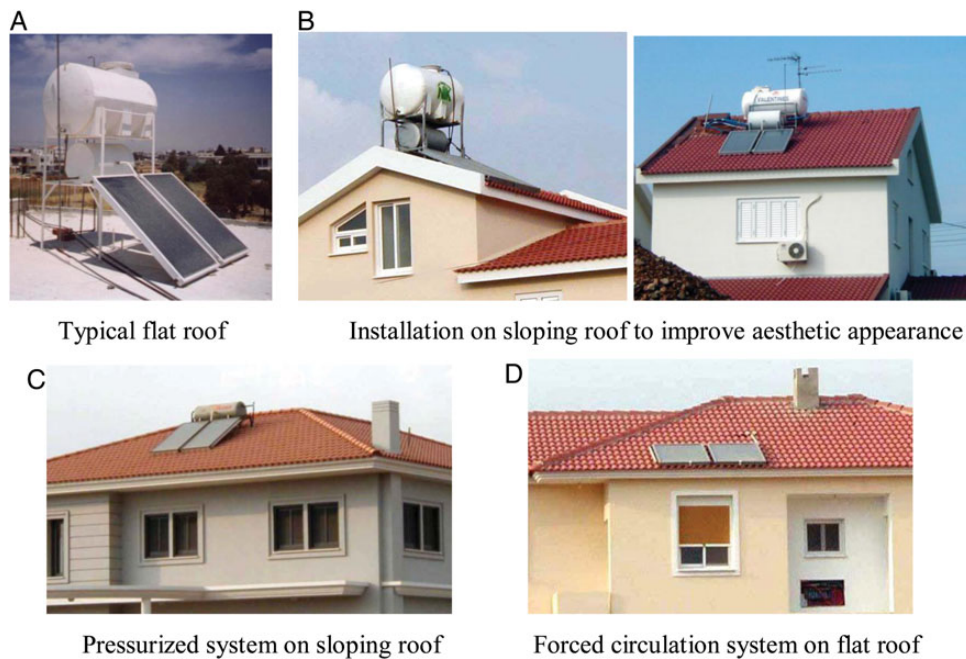 A
B
VALENTINO
Typical flat roof
Installation on sloping roof to improve aesthetic appearance
C
D
Pressurized system on sloping roof
Forced circulation system on flat roof